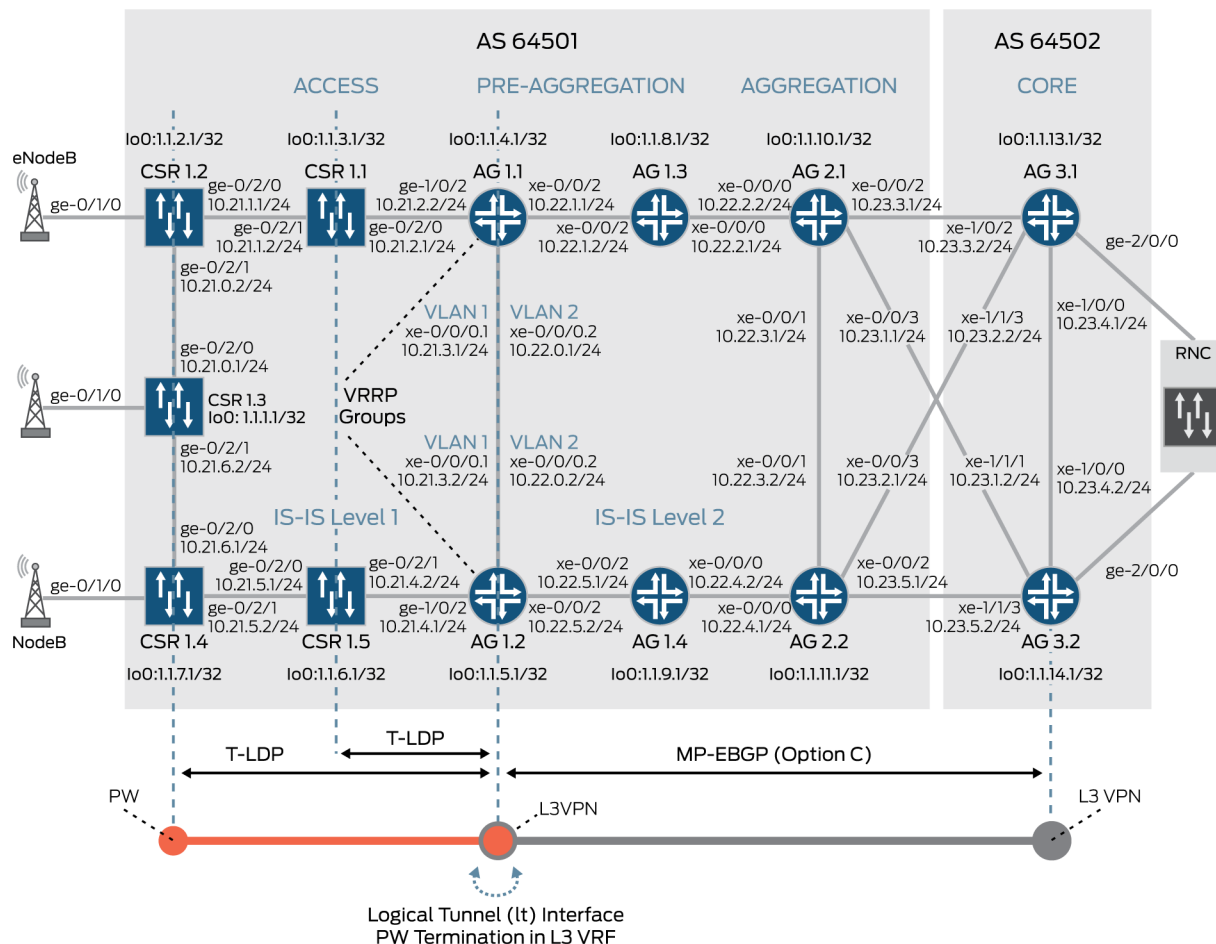 AS 64501
AS 64502
ACCESS
PRE-AGGREGATION
AGGREGATION
CORE
lo0:1.1.2.1/32
lo0:1.1.3.1/32
lo0:1.1.4.1/32
lo0:1.1.8.1/32
lo0:1.1.10.1/32
lo0:1.1.13.1/32
eNodeB
CSR 1.2
CSR 1.1
AG 1.1
AG 1.3
AG 2.1
AG 3.1
ge-0/1/0
ge-0/2/0
10.21.1.1/24
ge-0/2/1
10.21.1.2/24
ge-1/0/2
10.21.2.2/24
ge-0/2/0
10.21.2.1/24
xe-0/0/2
10.22.1.1/24
xe-0/0/2
10.22.1.2/24
xe-0/0/0
10.22.2.2/24
xe-0/0/0
10.22.2.1/24
xe-0/0/2
10.23.3.1/24
xe-1/0/2
10.23.3.2/24
ge-2/0/0
ge-0/2/1
10.21.0.2/24
VLAN 1
xe-0/0/0.1
10.21.3.1/24
VLAN 2
xe-0/0/0.2
10.22.0.1/24
xe-0/0/1
10.22.3.1/24
xe-0/0/3
10.23.1.1/24
xe-1/1/3
10.23.2.2/24
xe-1/0/0
10.23.4.1/24
RNC
ge-0/2/0
10.21.0.1/24
ge-0/1/0
CSR 1.3
lo0: 1.1.1.1/32
VRRP
Groups
ge-0/2/1
10.21.6.2/24
VLAN 1
xe-0/0/0.1
10.21.3.2/24
VLAN 2
xe-0/0/0.2
10.22.0.2/24
xe-0/0/1
10.22.3.2/24
xe-0/0/3
10.23.2.1/24
xe-1/1/1
10.23.1.2/24
xe-1/0/0
10.23.4.2/24
IS-IS Level 1
IS-IS Level 2
ge-0/2/0
10.21.6.1/24
ge-0/1/0
ge-0/2/0
10.21.5.1/24
ge-0/2/1
10.21.5.2/24
ge-0/2/1
10.21.4.2/24
ge-1/0/2
10.21.4.1/24
xe-0/0/2
10.22.5.1/24
xe-0/0/2
10.22.5.2/24
xe-0/0/0
10.22.4.2/24
xe-0/0/0
10.22.4.1/24
xe-0/0/2
10.23.5.1/24
xe-1/1/3
10.23.5.2/24
ge-2/0/0
NodeB
CSR 1.4
CSR 1.5
AG 1.2
AG 1.4
AG 2.2
AG 3.2
lo0:1.1.7.1/32
lo0:1.1.6.1/32
lo0:1.1.5.1/32
lo0:1.1.9.1/32
lo0:1.1.11.1/32
lo0:1.1.14.1/32
T-LDP
T-LDP
MP-EBGP (Option C)
PW
L3VPN
L3 VPN
Logical Tunnel (lt) Interface
PW Termination in L3 VRF